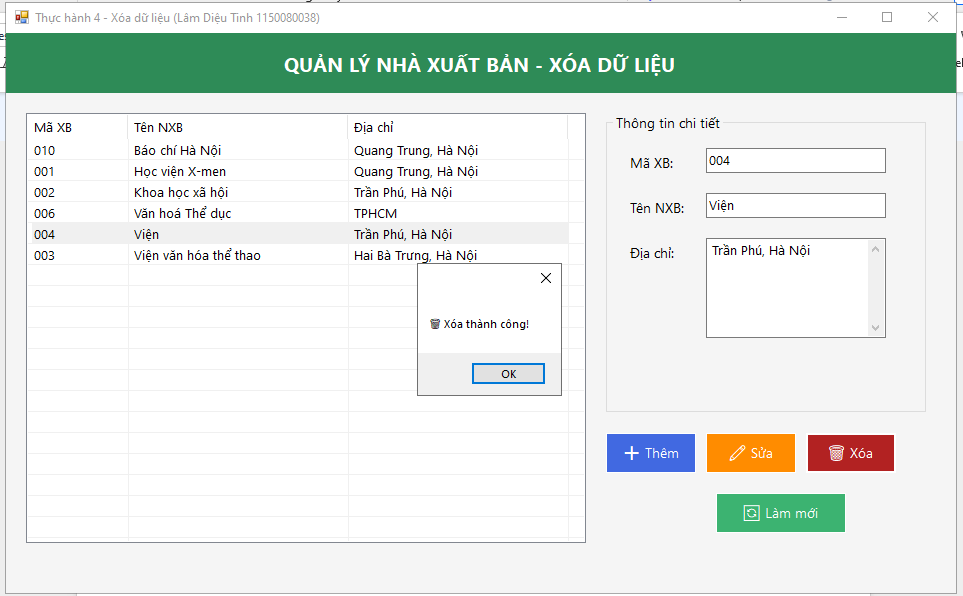 Thực hành 4 - Xóa dữ liệu (Lâm Diệu Tinh 1150080038)
QUẢN LÝ NHÀ XUẤT BẢN - XÓA DỮ LIỆU
Mã XB Tên NXB Địa chỉ
010 Báo chí Hà Nội Quang Trung, Hà Nội
001 Học viện X-men Quang Trung, Hà Nội
002 Khoa học xã hội Trần Phú, Hà Nội
006 Văn hoá Thể dục TPHCM
004 Viện Trần Phú, Hà Nội
003 Viện văn hóa thể thao Hai Bà Trưng, Hà Nội
Xóa thành công!
OK
Thông tin chi tiết
Mã XB: 004
Tên NXB: Viện
Địa chỉ: Trần Phú, Hà Nội
Thêm Sửa Xóa
Làm mới